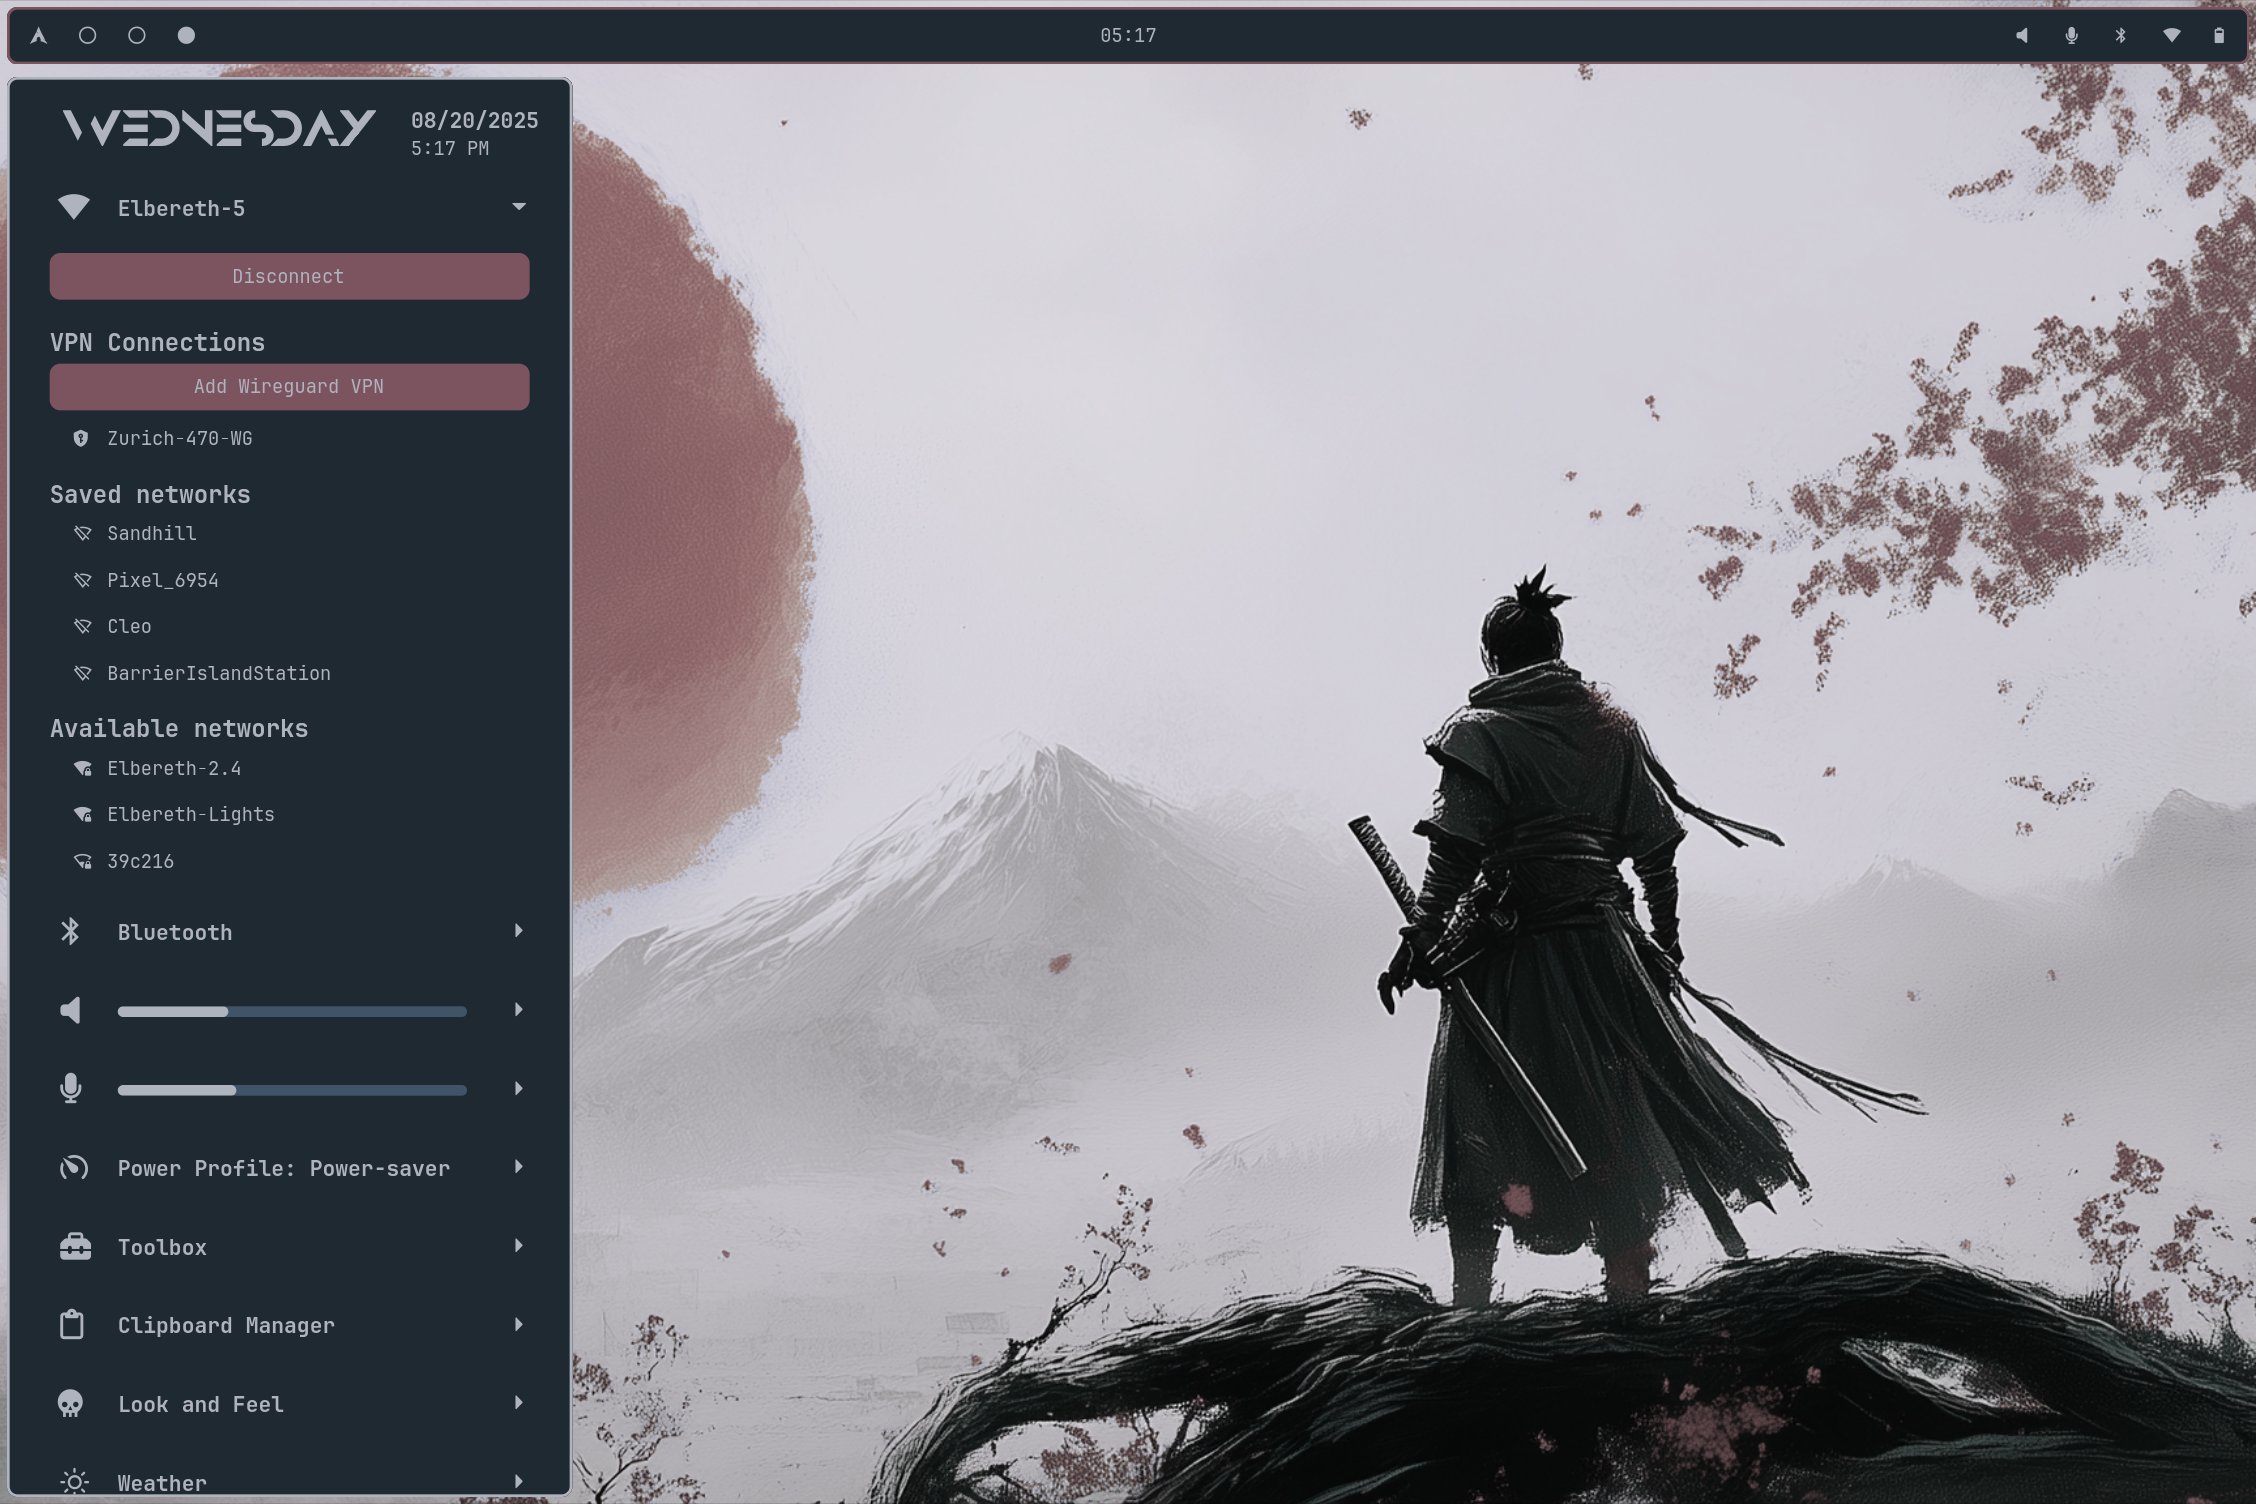 05:17
WEDNESDAY
08/20/2025
5:17 PM
Elbereth-5
Disconnect
VPN Connections
Add Wireguard VPN
Zurich-470-WG
Saved networks
Sandhill
Pixel_6954
Cleo
BarrierIslandStation
Available networks
Elbereth-2.4
Elbereth-Lights
39c216
Bluetooth
Power Profile: Power-saver
Toolbox
Clipboard Manager
Look and Feel
Weather